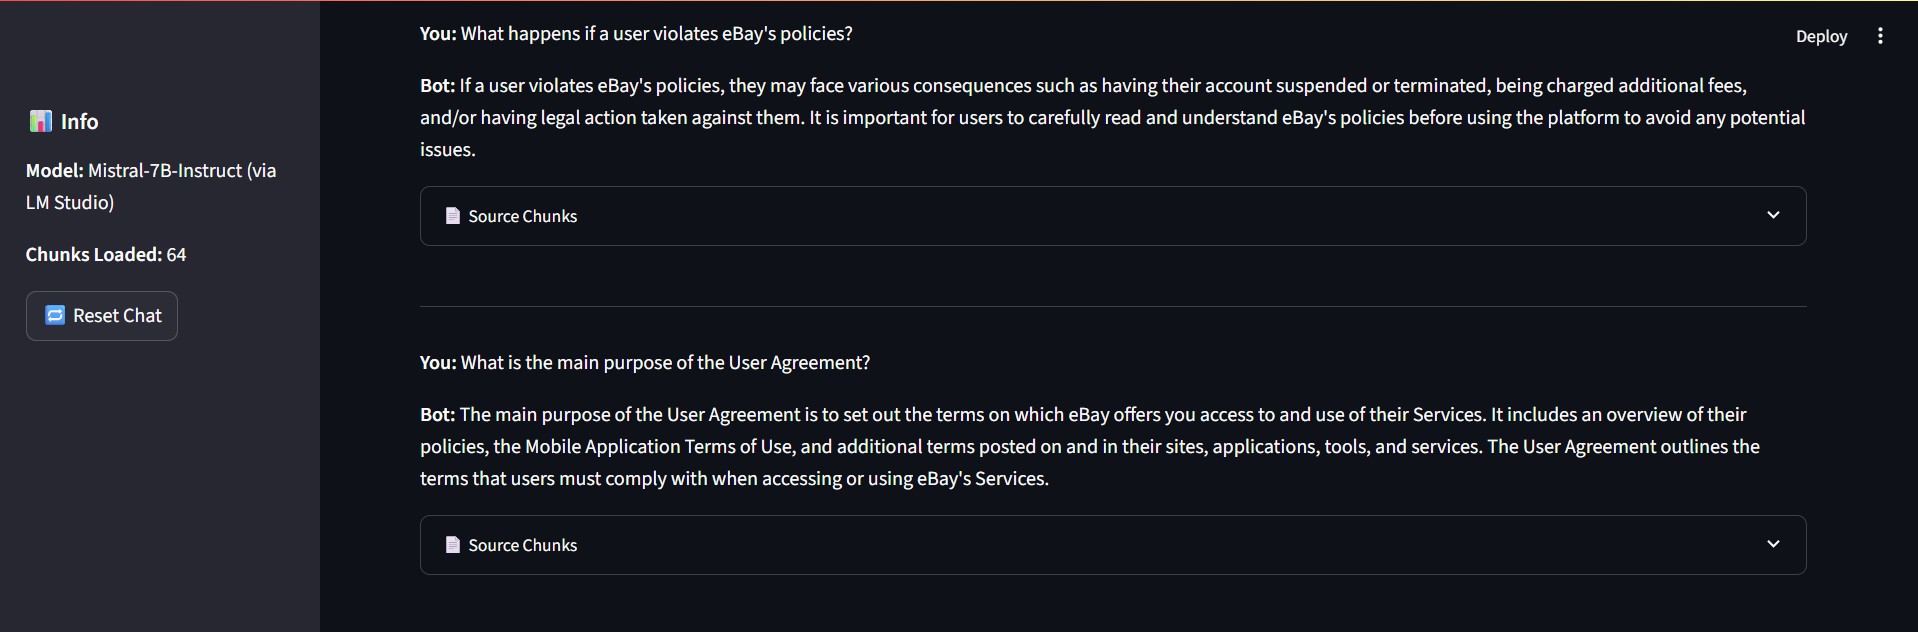 You: What happens if a user violates eBay's policies?
Deploy
Bot: If a user violates eBay's policies, they may face various consequences such as having their account suspended or terminated, being charged additional fees,
and/or having legal action taken against them. It is important for users to carefully read and understand eBay's policies before using the platform to avoid any potential
issues.
Source Chunks
Info
Model: Mistral-7B-Instruct (via
LM Studio)
Chunks Loaded: 64
Reset Chat
You: What is the main purpose of the User Agreement?
Bot: The main purpose of the User Agreement is to set out the terms on which eBay offers you access to and use of their Services. It includes an overview of their
policies, the Mobile Application Terms of Use, and additional terms posted on and in their sites, applications, tools, and services. The User Agreement outlines the
terms that users must comply with when accessing or using eBay's Services.
Source Chunks